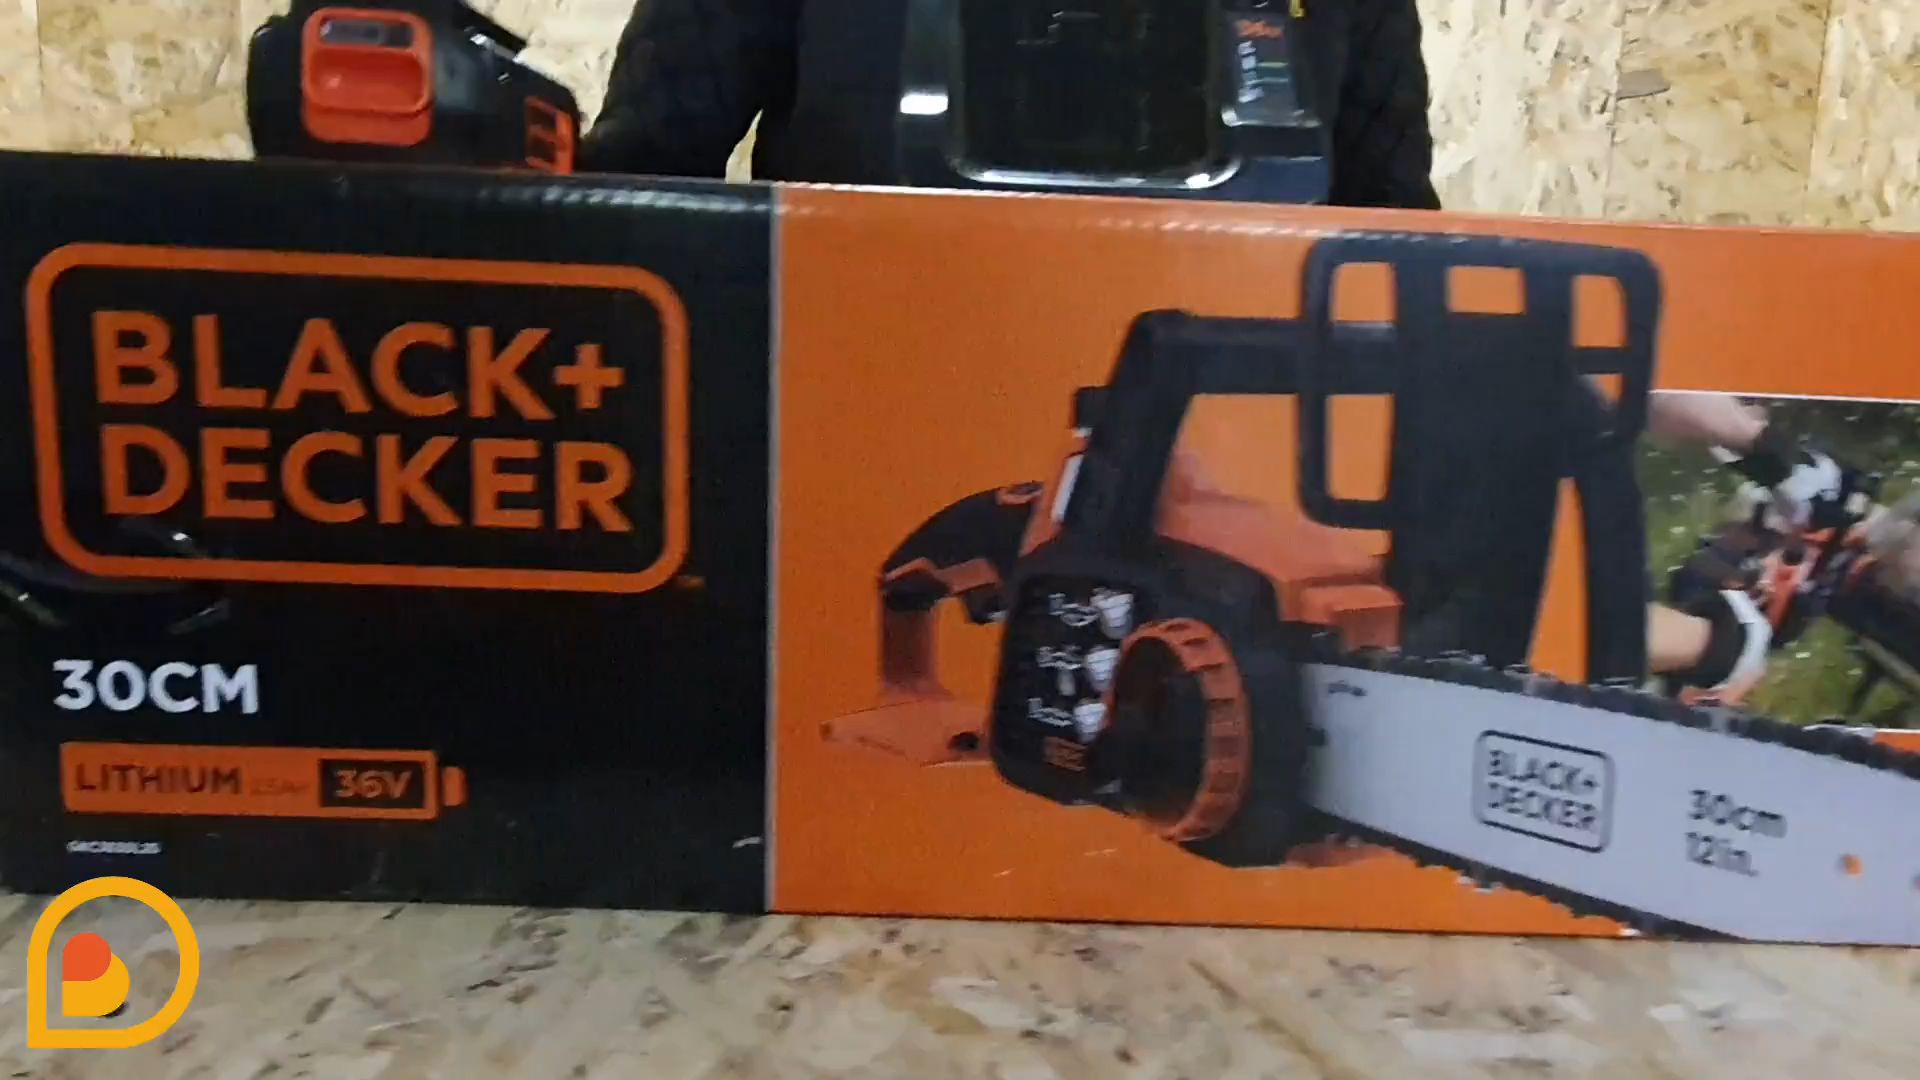 BLACK+
DECKER
30CM
LITHIUM 36V
BLACK+
DECKER
30cm
12in.